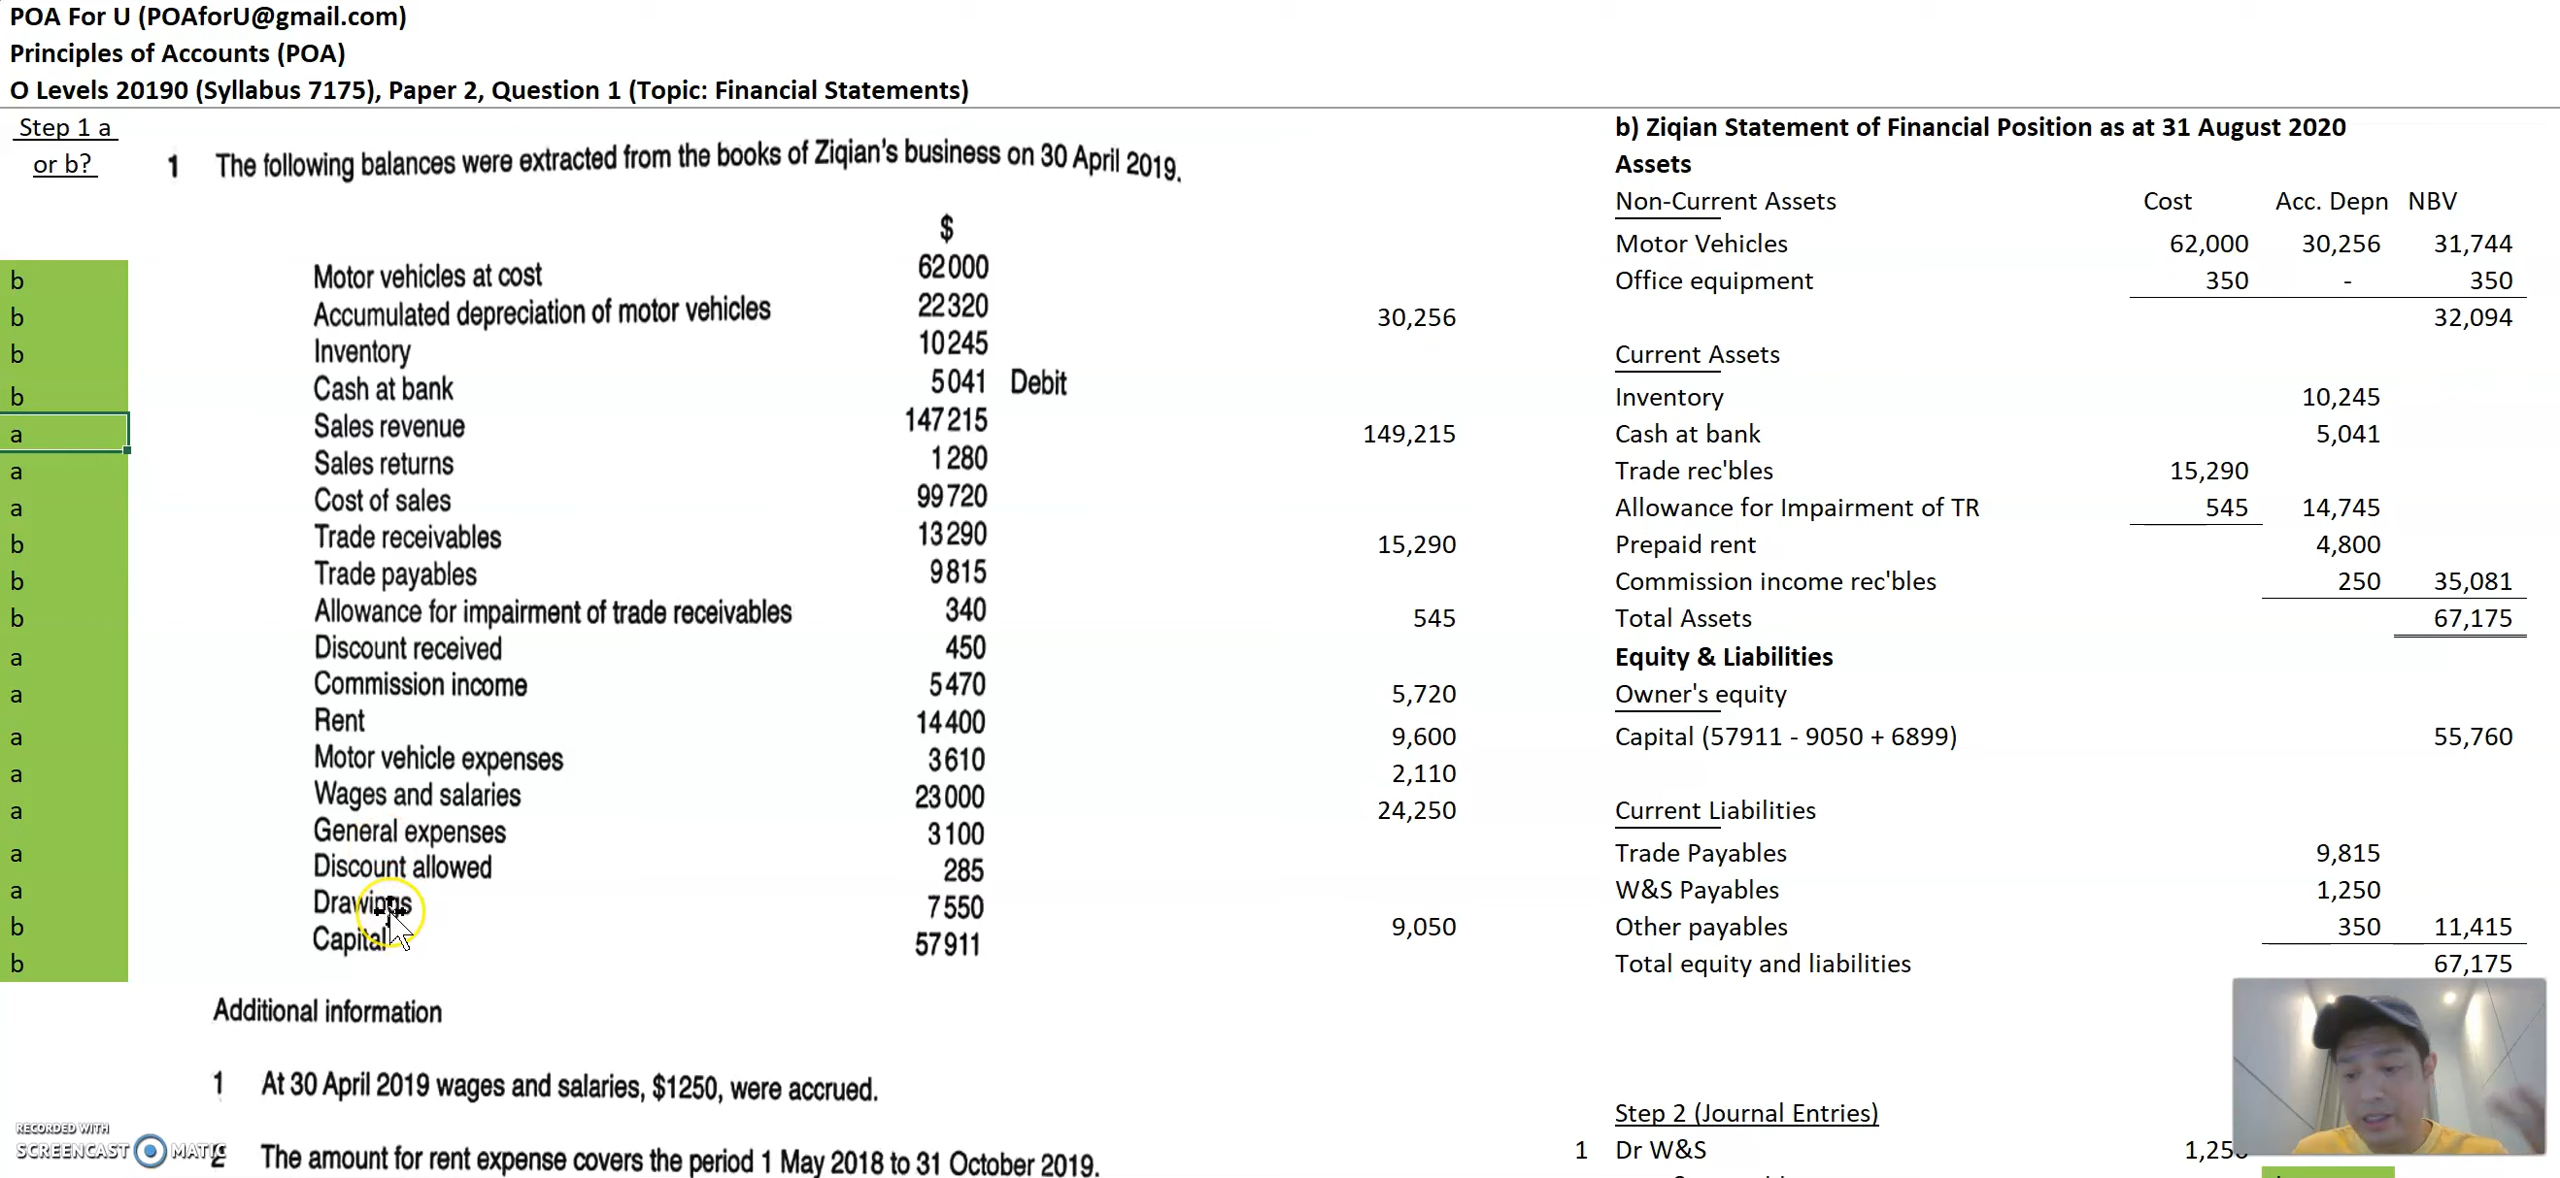 POA For U (POAforU@gmail.com)
Principles of Accounts (POA)
O Levels 20190 (Syllabus 7175), Paper 2, Question 1 (Topic: Financial Statements)
Step 1 a
or b?
1 The following balances were extracted from the books of Ziqian's business on 30 April 2019.
$
b Motor vehicles at cost 62000
b Accumulated depreciation of motor vehicles 22320 30,256
b Inventory 10245
b Cash at bank 5041 Debit
a Sales revenue 147215 149,215
a Sales returns 1280
a Cost of sales 99720
b Trade receivables 13290 15,290
b Trade payables 9815
b Allowance for impairment of trade receivables 340 545
a Discount received 450
a Commission income 5470 5,720
a Rent 14400 9,600
a Motor vehicle expenses 3610 2,110
a Wages and salaries 23000 24,250
a General expenses 3100
a Discount allowed 285
b Drawings 7550 9,050
b Capital 57911
Additional information
1 At 30 April 2019 wages and salaries, $1250, were accrued.
2 The amount for rent expense covers the period 1 May 2018 to 31 October 2019.
RECORDED WITH
SCREENCAST MATIC
b) Ziqian Statement of Financial Position as at 31 August 2020
Assets
Non-Current Assets Cost Acc. Depn NBV
Motor Vehicles 62,000 30,256 31,744
Office equipment 350 - 350
32,094
Current Assets
Inventory 10,245
Cash at bank 5,041
Trade rec'bles 15,290
Allowance for Impairment of TR 545 14,745
Prepaid rent 4,800
Commission income rec'bles 250 35,081
Total Assets 67,175
Equity & Liabilities
Owner's equity
Capital (57911 - 9050 + 6899) 55,760
Current Liabilities
Trade Payables 9,815
W&S Payables 1,250
Other payables 350 11,415
Total equity and liabilities 67,175
Step 2 (Journal Entries)
1 Dr W&S